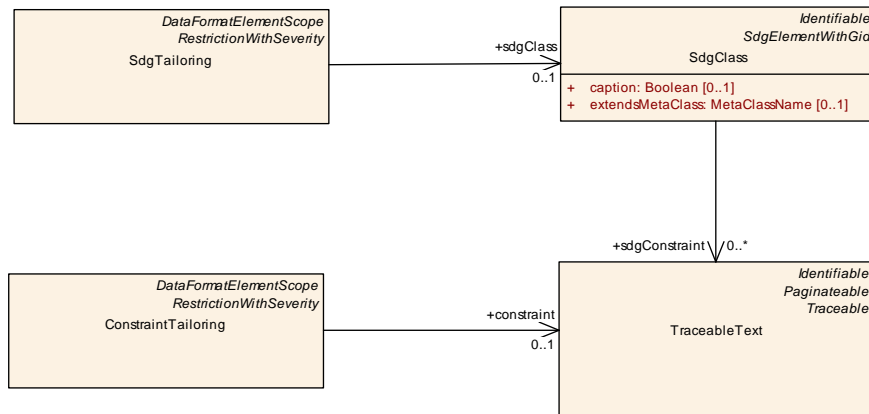 DataFormatElementScope
RestrictionWithSeverity
SdgTailoring
+sdgClass
0..1
Identifiable
SdgElementWithGid
SdgClass
+ caption: Boolean [0..1]
+ extendsMetaClass: MetaClassName [0..1]
+sdgConstraint
0..*
DataFormatElementScope
RestrictionWithSeverity
ConstraintTailoring
+constraint
0..1
Identifiable
Paginateable
Traceable
TraceableText